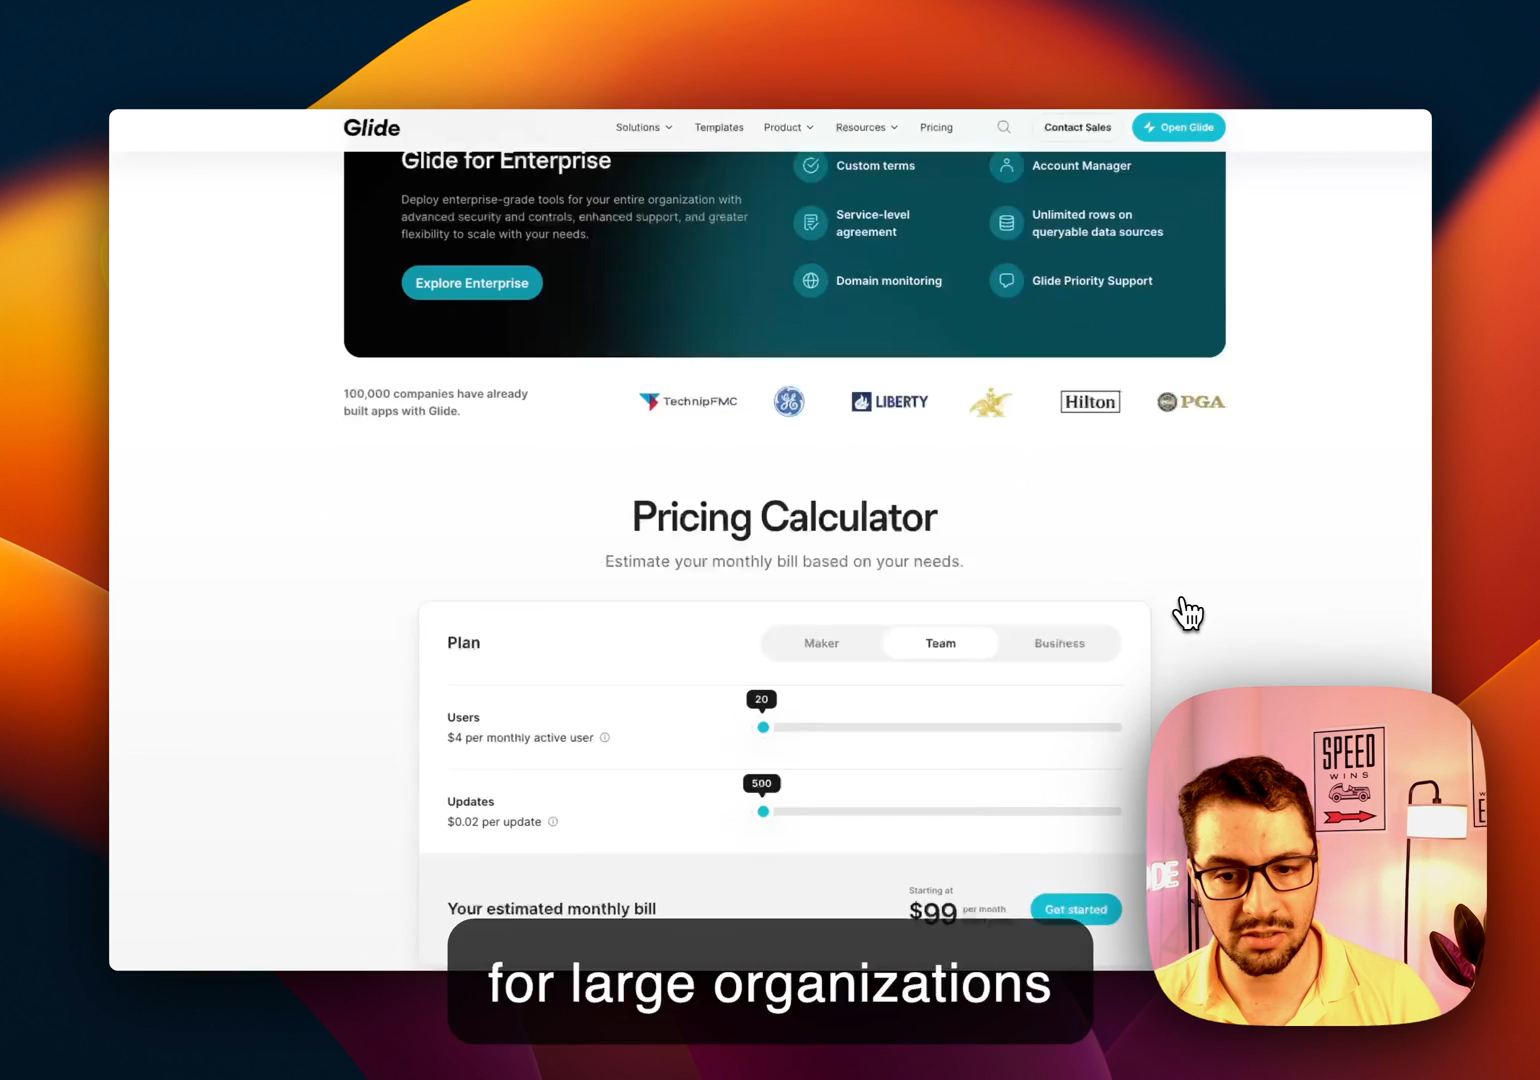 Glide
Solutions
Templates
Product
Resources
Pricing
Contact Sales
Open Glide
Glide for Enterprise
Deploy enterprise-grade tools for your entire organization with
advanced security and controls, enhanced support, and greater
flexibility to scale with your needs.
Explore Enterprise
Custom terms
Account Manager
Service-level
agreement
Unlimited rows on
queryable data sources
Domain monitoring
Glide Priority Support
100,000 companies have already
built apps with Glide.
TechnipFMC
GE
LIBERTY
Hilton
PGA
Pricing Calculator
Estimate your monthly bill based on your needs.
Plan
Maker
Team
Business
20
Users
$4 per monthly active user
500
Updates
$0.02 per update
Your estimated monthly bill
Starting at
$99 per month
Get started
for large organizations
SPEED
WINS
DE